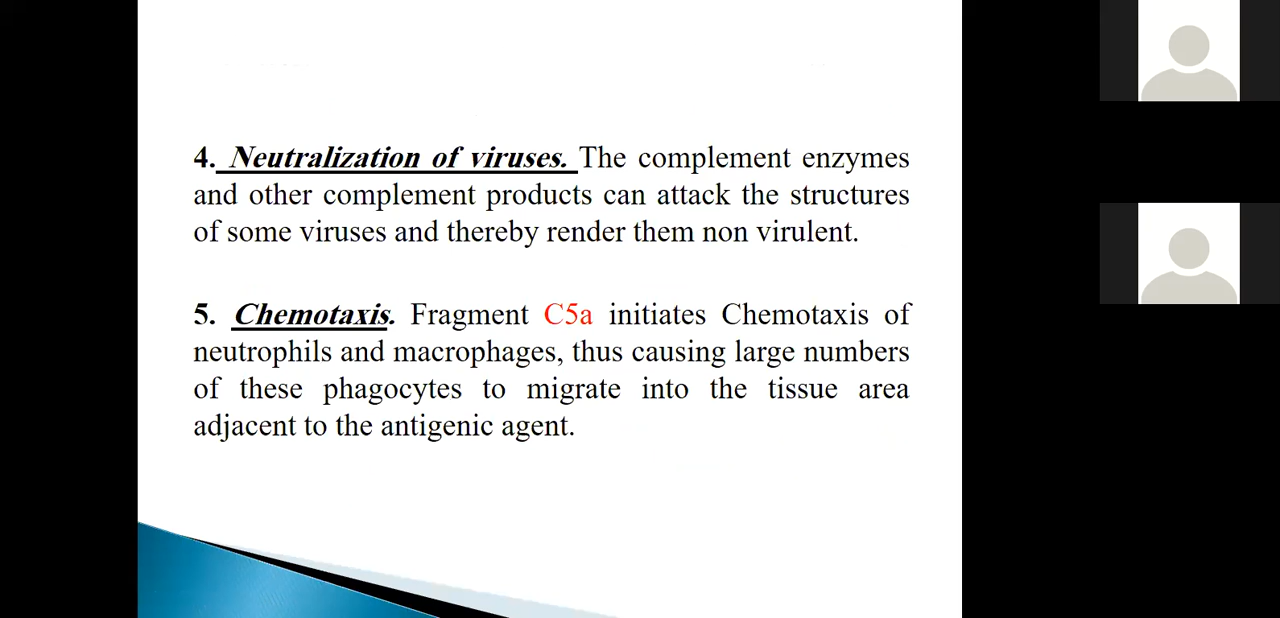 4. Neutralization of viruses. The complement enzymes
and other complement products can attack the structures
of some viruses and thereby render them non virulent.
5. Chemotaxis. Fragment C5a initiates Chemotaxis of
neutrophils and macrophages, thus causing large numbers
of these phagocytes to migrate into the tissue area
adjacent to the antigenic agent.